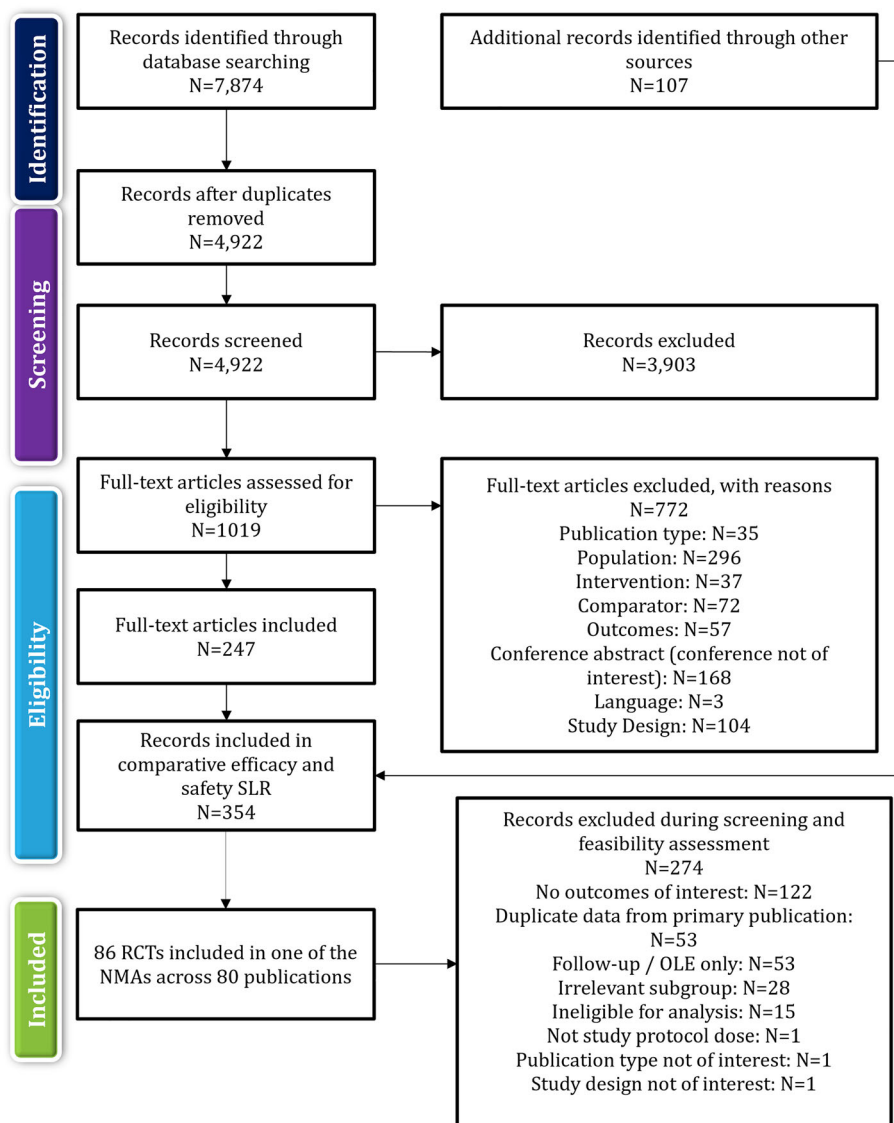 Identification
Records identified through
database searching
N=7,874
Additional records identified through other
sources
N=107
Records after duplicates
removed
N=4,922
Screening
Records screened
N=4,922
Records excluded
N=3,903
Eligibility
Full-text articles assessed for
eligibility
N=1019
Full-text articles excluded, with reasons
N=772
Publication type: N=35
Population: N=296
Intervention: N=37
Comparator: N=72
Outcomes: N=57
Conference abstract (conference not of
interest): N=168
Language: N=3
Study Design: N=104
Full-text articles included
N=247
Records included in
comparative efficacy and
safety SLR
N=354
Included
86 RCTs included in one of the
NMAs across 80 publications
Records excluded during screening and
feasibility assessment
N=274
No outcomes of interest: N=122
Duplicate data from primary publication:
N=53
Follow-up / OLE only: N=53
Irrelevant subgroup: N=28
Ineligible for analysis: N=15
Not study protocol dose: N=1
Publication type not of interest: N=1
Study design not of interest: N=1